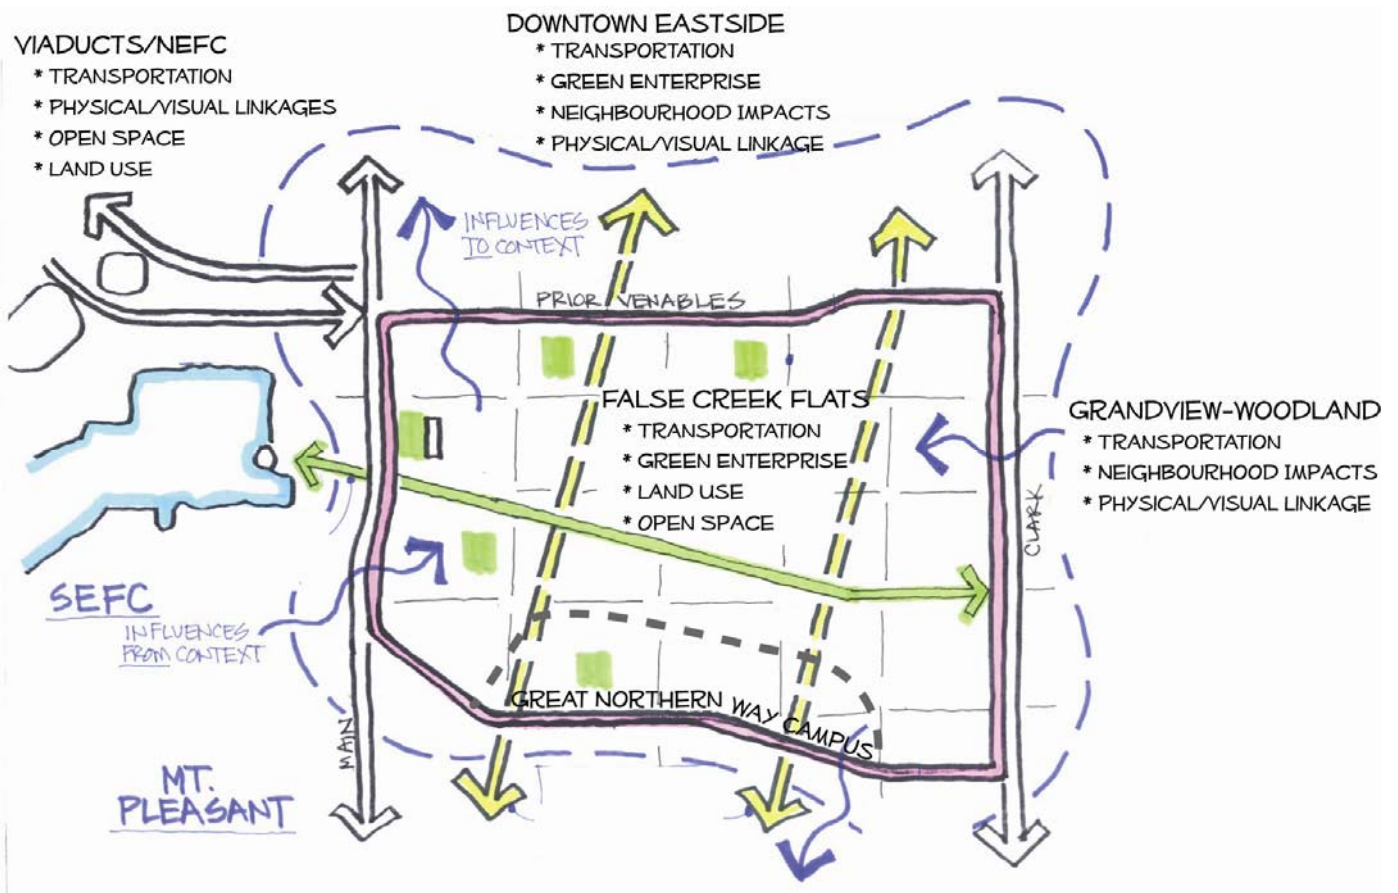 DOWNTOWN EASTSIDE
* TRANSPORTATION
* GREEN ENTERPRISE
* NEIGHBOURHOOD IMPACTS
* PHYSICAL/VISUAL LINKAGE
VIADUCTS/NEFC
* TRANSPORTATION
* PHYSICAL/VISUAL LINKAGES
* OPEN SPACE
* LAND USE
INFLUENCES
TO CONTEXT
PRIOR/VENABLES
FALSE CREEK FLATS
* TRANSPORTATION
* GREEN ENTERPRISE
* LAND USE
* OPEN SPACE
GRANDVIEW-WOODLAND
* TRANSPORTATION
* NEIGHBOURHOOD IMPACTS
* PHYSICAL/VISUAL LINKAGE
CLARK
SEFC
INFLUENCES
FROM CONTEXT
GREAT NORTHERN WAY CAMPUS
MAIN
MT.
PLEASANT